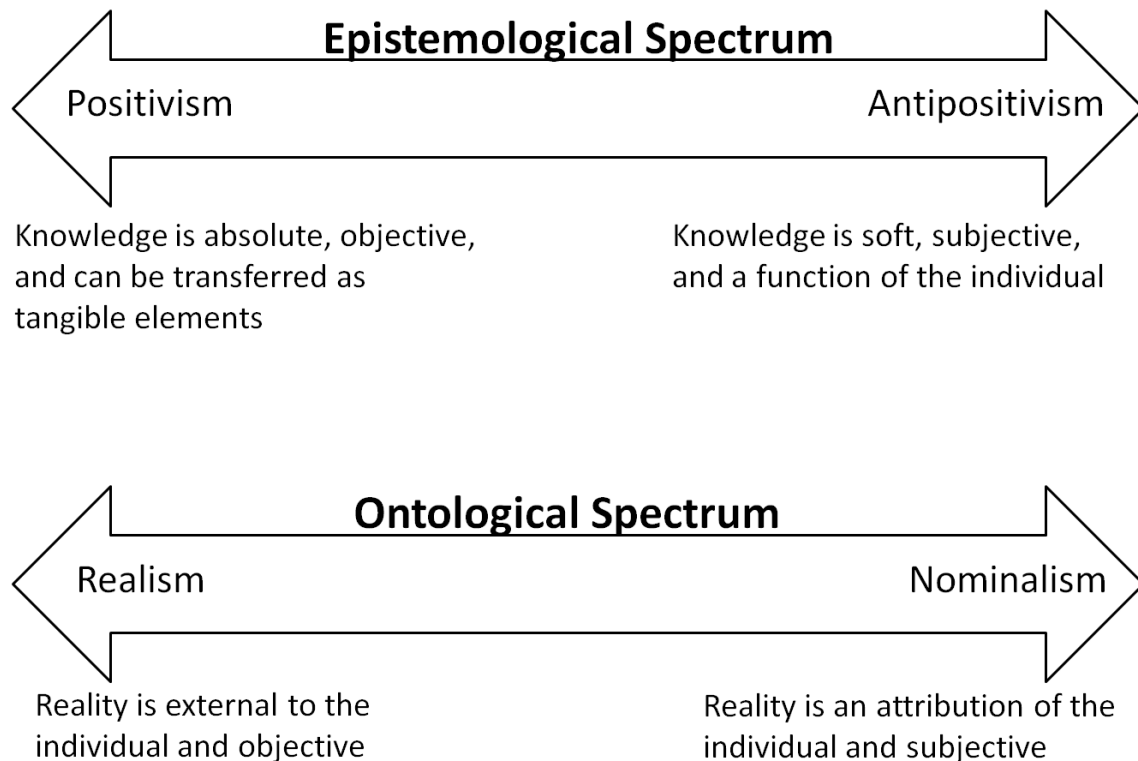 Epistemological Spectrum
Positivism
Antipositivism
Knowledge is absolute, objective,
and can be transferred as
tangible elements
Knowledge is soft, subjective,
and a function of the individual
Ontological Spectrum
Realism
Nominalism
Reality is external to the
individual and objective
Reality is an attribution of the
individual and subjective